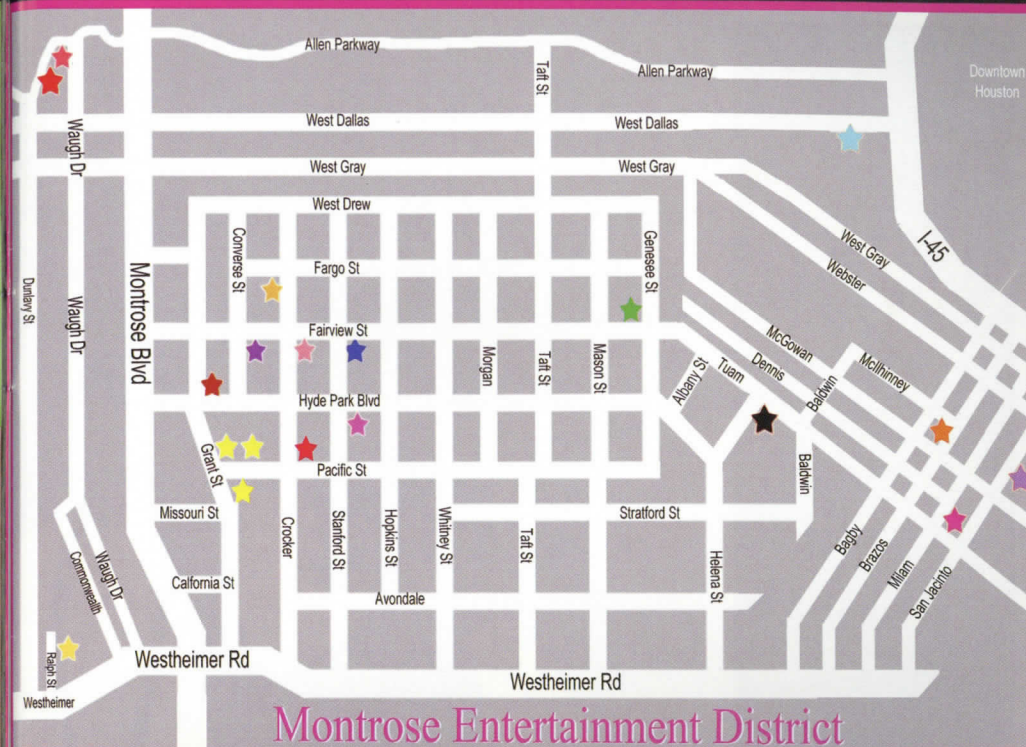 Allen Parkway
Allen Parkway
Downtown
Houston
Taft St
West Dallas
West Dallas
Waugh Dr
West Gray
West Gray
West Drew
Converse St
Genesee St
West Gray
I-45
Fargo St
Webster
Montrose Blvd
Dunlavy St
Waugh Dr
Fairview St
McGowan
Morgan
Taft St
Mason St
Albany St
Tuam
Dennis
Baldwin
McIlhinney
Hyde Park Blvd
Grant St
Pacific St
Baldwin
Missouri St
Crocker
Stanford St
Hopkins St
Whitney St
Taft St
Stratford St
Bagby
Brazos
Milam
San Jacinto
Commonwealth
Waugh Dr
Calfornia St
Helena St
Avondale
Ralph St
Westheimer Rd
Westheimer Rd
Westheimer
Montrose Entertainment District